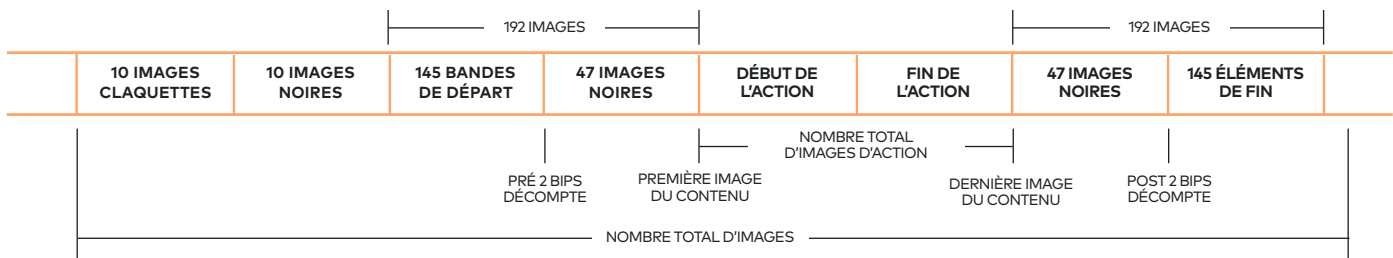 192 IMAGES
192 IMAGES
10 IMAGES
CLAQUETTES
10 IMAGES
NOIRES
145 BANDES
DE DÉPART
47 IMAGES
NOIRES
DÉBUT DE
L'ACTION
FIN DE
L'ACTION
47 IMAGES
NOIRES
145 ÉLÉMENTS
DE FIN
NOMBRE TOTAL
D'IMAGES D'ACTION
PRÉ 2 BIPS
DÉCOMPTE
PREMIÈRE IMAGE
DU CONTENU
DERNIÈRE IMAGE
DU CONTENU
POST 2 BIPS
DÉCOMPTE
NOMBRE TOTAL D'IMAGES